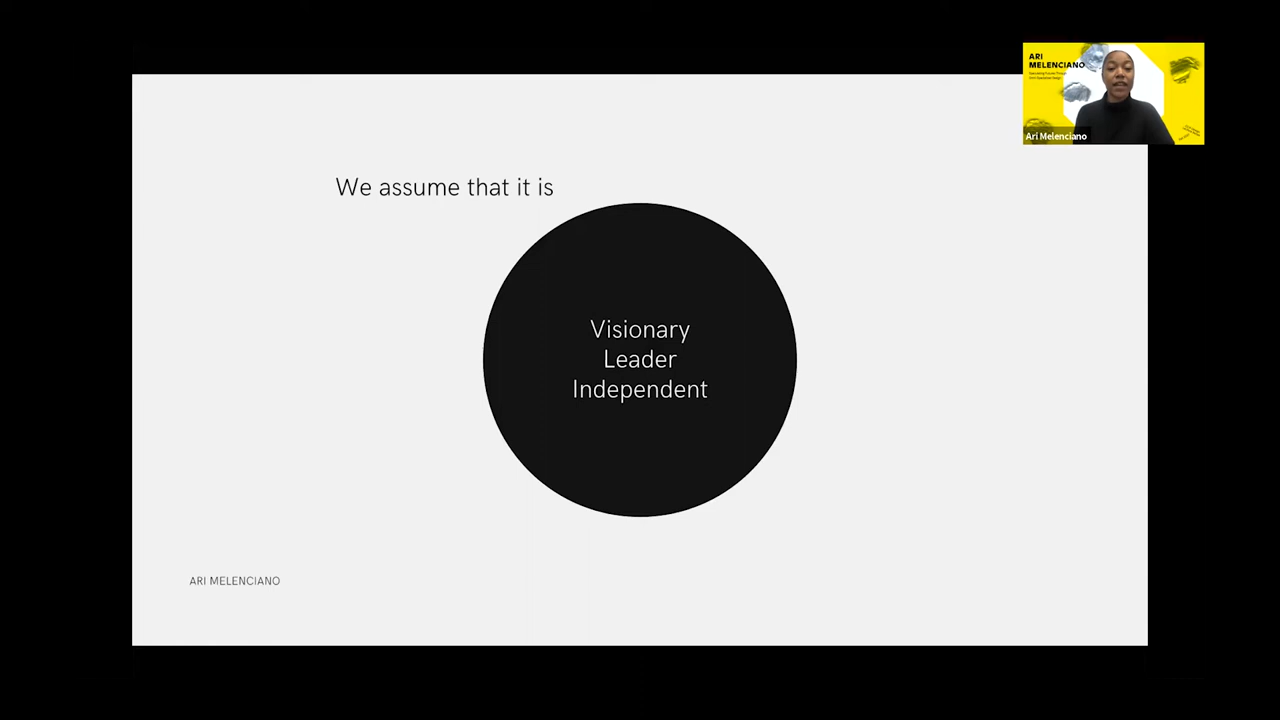 We assume that it is
Visionary
Leader
Independent
ARI MELENCIANO
ARI
MELENCIANO
Ari Melenciano